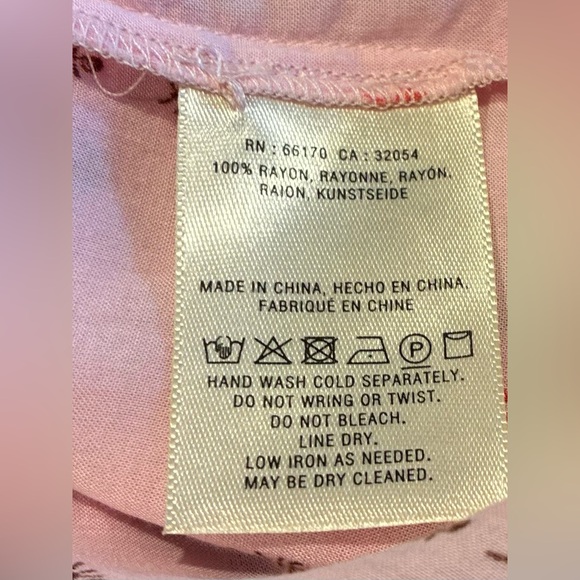 RN : 66170 CA : 32054
100% RAYON, RAYONNE, RAYÓN,
RAION, KUNSTSEIDE
MADE IN CHINA, HECHO EN CHINA.
FABRIQUÉ EN CHINE
P
HAND WASH COLD SEPARATELY.
DO NOT WRING OR TWIST.
DO NOT BLEACH.
LINE DRY.
LOW IRON AS NEEDED.
MAY BE DRY CLEANED.